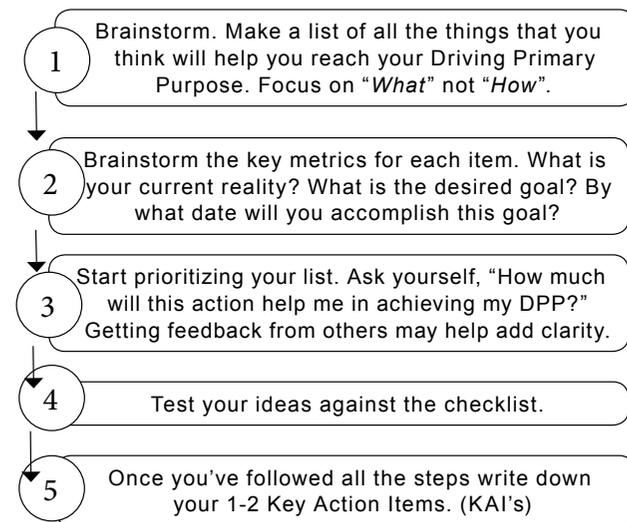 1
Brainstorm. Make a list of all the things that you
think will help you reach your Driving Primary
Purpose. Focus on “What” not “How”.
2
Brainstorm the key metrics for each item. What is
your current reality? What is the desired goal? By
what date will you accomplish this goal?
3
Start prioritizing your list. Ask yourself, “How much
will this action help me in achieving my DPP?”
Getting feedback from others may help add clarity.
4
Test your ideas against the checklist.
5
Once you’ve followed all the steps write down
your 1-2 Key Action Items. (KAI’s)